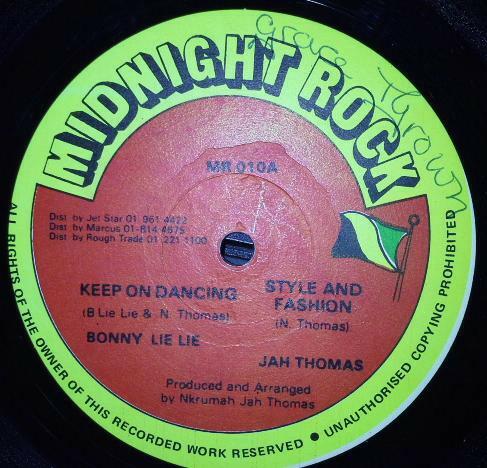 MIDNIGHT ROCK
Grace
MR 010A
Dist by Jet Star 01 961 4422
Dist by Marcus 01-814 4675
Dist by Rough Trade 01 221 1100
KEEP ON DANCING
(B Lie Lie & N. Thomas)
BONNY LIE LIE
STYLE AND
FASHION
(N. Thomas)
JAH THOMAS
Produced and Arranged
by Nkrumah Jah Thomas
ALL RIGHTS OF THE OWNER OF THIS RECORDED WORK RESERVED ● UNAUTHORISED COPYING PROHIBITED